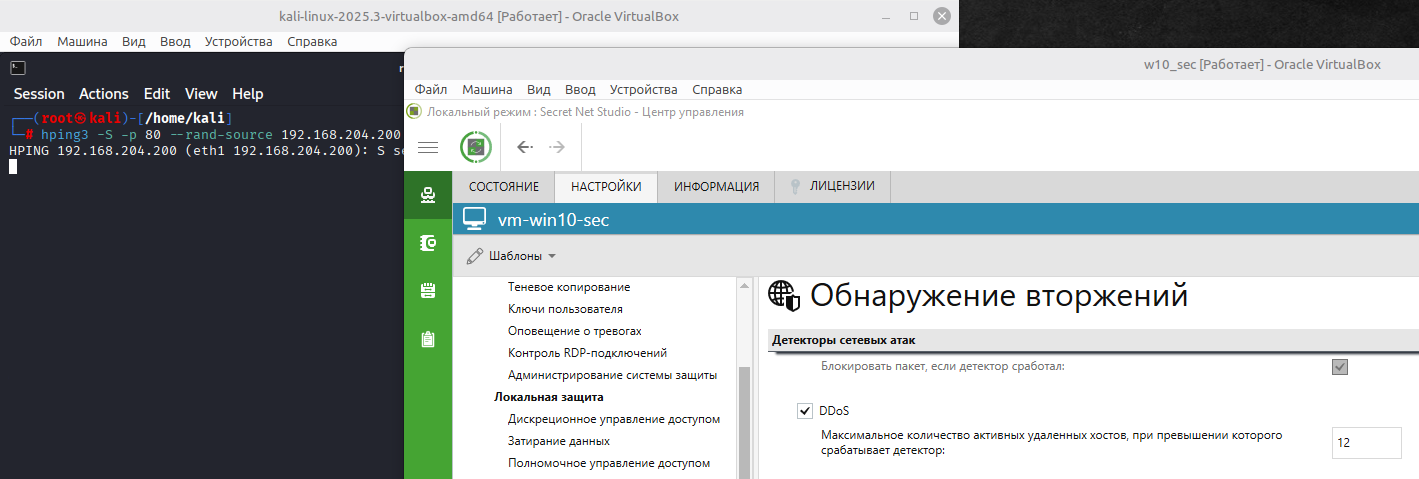 kali-linux-2025.3-virtualbox-amd64 [Работает] - Oracle VirtualBox
Файл Машина Вид Ввод Устройства Справка
Session Actions Edit View Help
┌──(root㉿kali)-[/home/kali]
└─# hping3 -S -p 80 --rand-source 192.168.204.200
HPING 192.168.204.200 (eth1 192.168.204.200): S se
w10_sec [Работает] - Oracle VirtualBox
Файл Машина Вид Ввод Устройства Справка
Локальный режим : Secret Net Studio - Центр управления
СОСТОЯНИЕ НАСТРОЙКИ ИНФОРМАЦИЯ ЛИЦЕНЗИИ
vm-win10-sec
Шаблоны
Теневое копирование
Ключи пользователя
Оповещение о тревогах
Контроль RDP-подключений
Администрирование системы защиты
Локальная защита
Дискреционное управление доступом
Затирание данных
Полномочное управление доступом
Обнаружение вторжений
Детекторы сетевых атак
Блокировать пакет, если детектор сработал:
DDoS
Максимальное количество активных удаленных хостов, при превышении которого
срабатывает детектор:
12